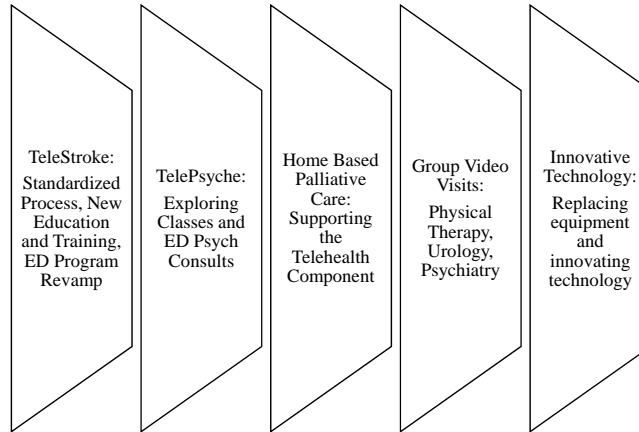 TeleStroke:
Standardized
Process, New
Education
and Training,
ED Program
Revamp
TelePsyche:
Exploring
Classes and
ED Psych
Consults
Home Based
Palliative
Care:
Supporting
the
Telehealth
Component
Group Video
Visits:
Physical
Therapy,
Urology,
Psychiatry
Innovative
Technology:
Replacing
equipment
and
innovating
technology